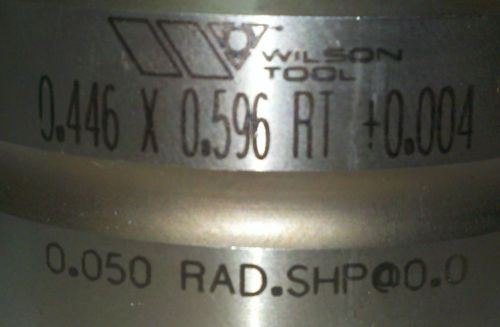 WILSON
TOOL
0.446 X 0.596 RT +0.004
0.050 RAD.SHP@0.0